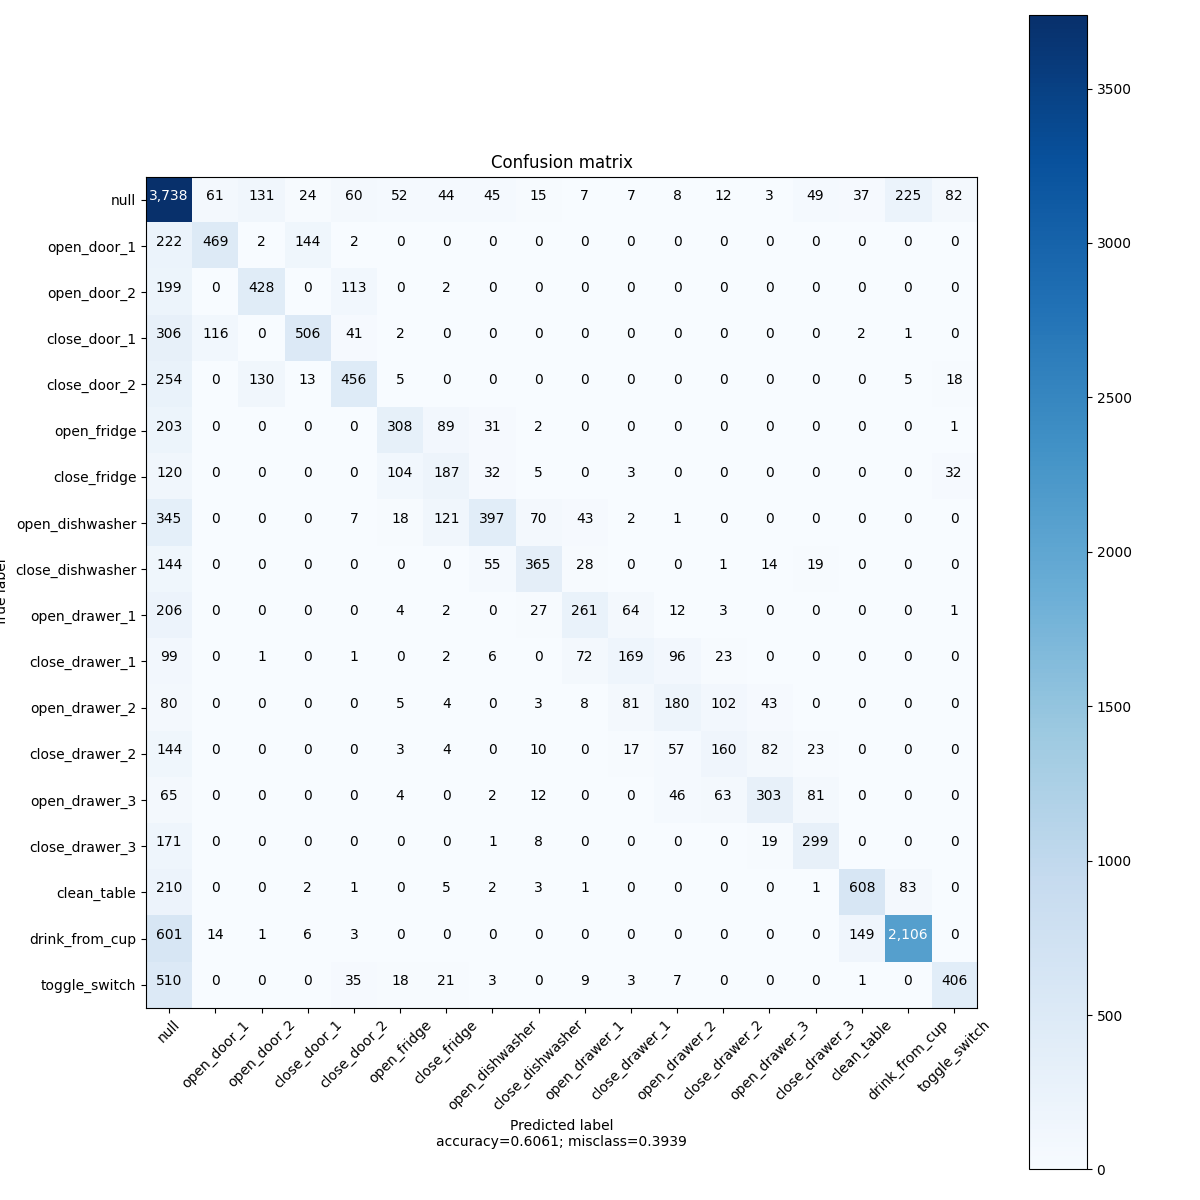 Confusion matrix
null 3,738 61 131 24 60 52 44 45 15 7 7 8 12 3 49 37 225 82
open_door_1 222 469 2 144 2 0 0 0 0 0 0 0 0 0 0 0 0 0
open_door_2 199 0 428 0 113 0 2 0 0 0 0 0 0 0 0 0 0 0
close_door_1 306 116 0 506 41 2 0 0 0 0 0 0 0 0 0 2 1 0
close_door_2 254 0 130 13 456 5 0 0 0 0 0 0 0 0 0 0 5 18
open_fridge 203 0 0 0 0 308 89 31 2 0 0 0 0 0 0 0 0 1
close_fridge 120 0 0 0 0 104 187 32 5 0 3 0 0 0 0 0 0 32
open_dishwasher 345 0 0 0 7 18 121 397 70 43 2 1 0 0 0 0 0 0
close_dishwasher 144 0 0 0 0 0 0 55 365 28 0 0 1 14 19 0 0 0
open_drawer_1 206 0 0 0 0 4 2 0 27 261 64 12 3 0 0 0 0 1
close_drawer_1 99 0 1 0 1 0 2 6 0 72 169 96 23 0 0 0 0 0
open_drawer_2 80 0 0 0 0 5 4 0 3 8 81 180 102 43 0 0 0 0
close_drawer_2 144 0 0 0 0 3 4 0 10 0 17 57 160 82 23 0 0 0
open_drawer_3 65 0 0 0 0 4 0 2 12 0 0 46 63 303 81 0 0 0
close_drawer_3 171 0 0 0 0 0 0 1 8 0 0 0 0 19 299 0 0 0
clean_table 210 0 0 2 1 0 5 2 3 1 0 0 0 0 1 608 83 0
drink_from_cup 601 14 1 6 3 0 0 0 0 0 0 0 0 0 0 149 2,106 0
toggle_switch 510 0 0 0 35 18 21 3 0 9 3 7 0 0 0 1 0 406
null open_door_1 open_door_2 close_door_1 close_door_2 open_fridge close_fridge open_dishwasher close_dishwasher open_drawer_1 close_drawer_1 open_drawer_2 close_drawer_2 open_drawer_3 close_drawer_3 clean_table drink_from_cup toggle_switch
Predicted label
accuracy=0.6061; misclass=0.3939
3500
3000
2500
2000
1500
1000
500
0